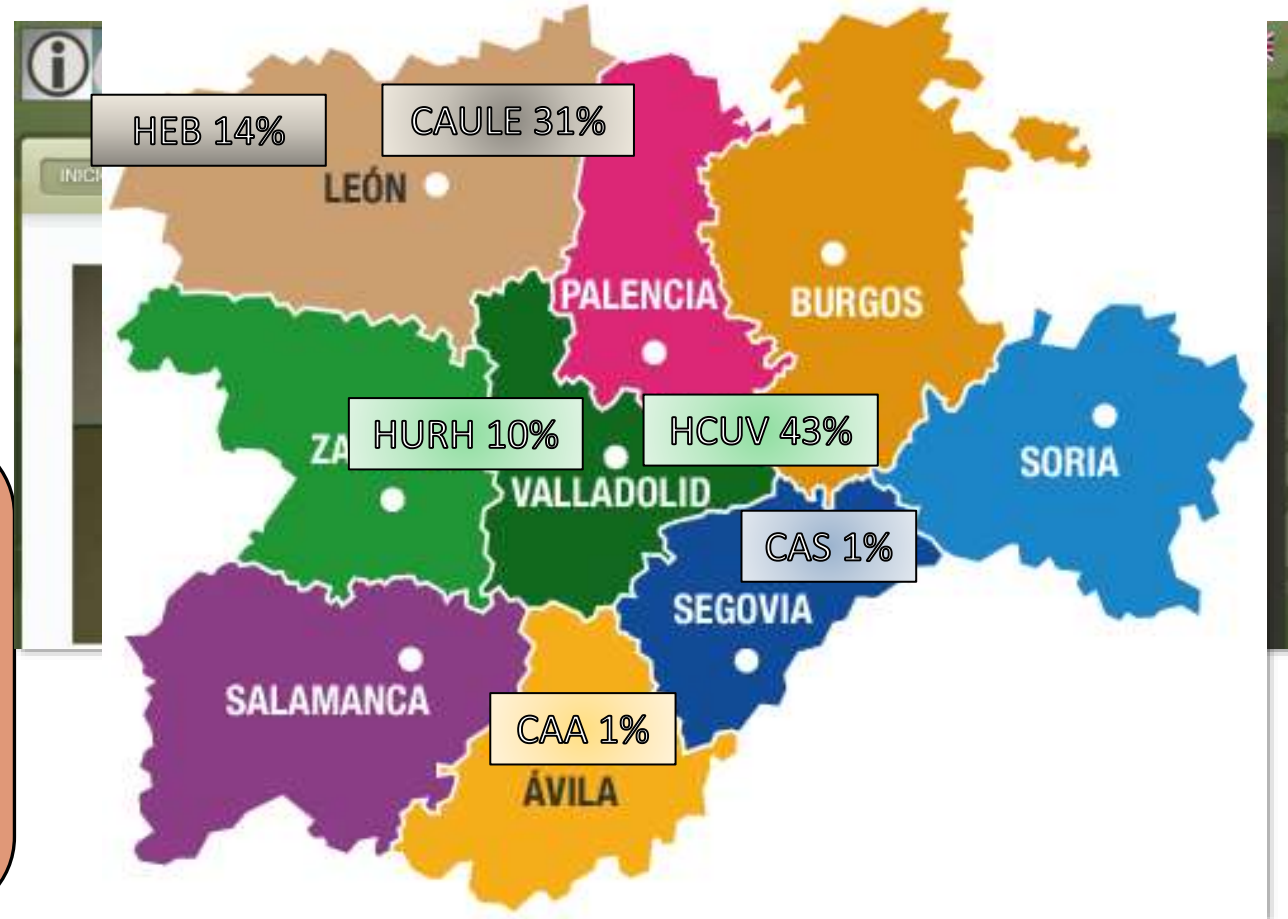 HEB 14%
CAULE 31%
LEÓN
PALENCIA
BURGOS
HURH 10%
HCUV 43%
VALLADOLID
SORIA
CAS 1%
SEGOVIA
SALAMANCA
CAA 1%
ÁVILA